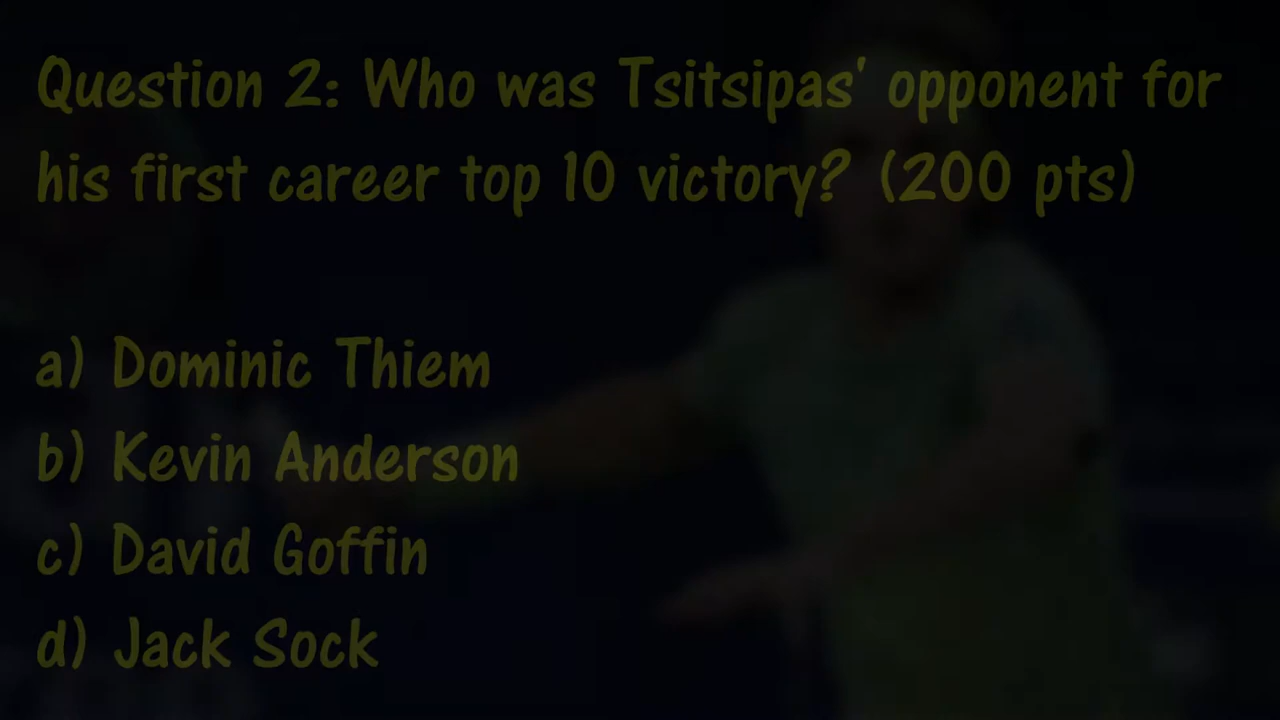 Question 2: Who was Tsitsipas' opponent for
his first career top 10 victory? (200 pts)
a) Dominic Thiem
b) Kevin Anderson
c) David Goffin
d) Jack Sock